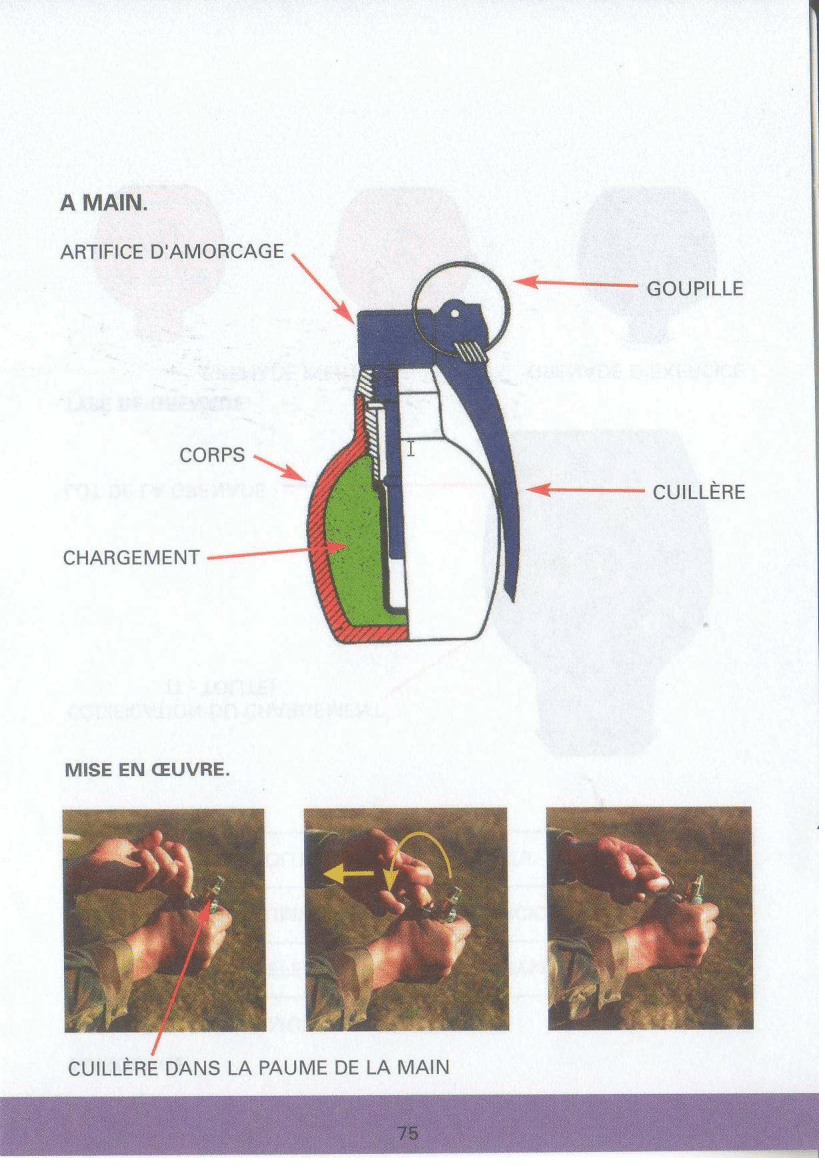 A MAIN.
ARTIFICE D'AMORCAGE
GOUPILLE
CORPS
CUILLÈRE
CHARGEMENT
MISE EN ŒUVRE.
CUILLÈRE DANS LA PAUME DE LA MAIN
75